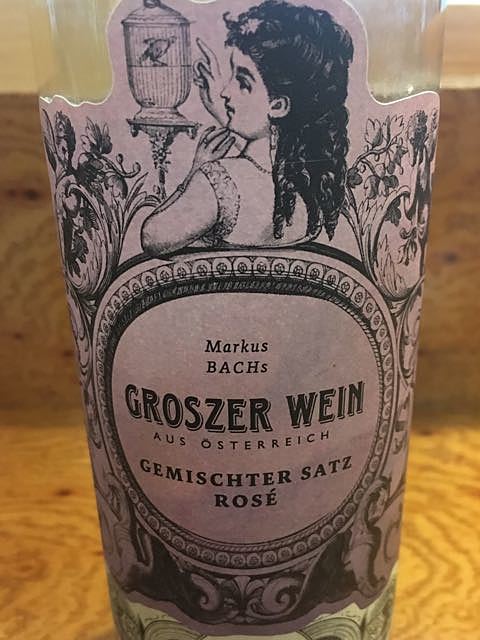 Markus
BACHs
GROSZER WEIN
AUS ÖSTERREICH
GEMISCHTER SATZ
ROSÉ